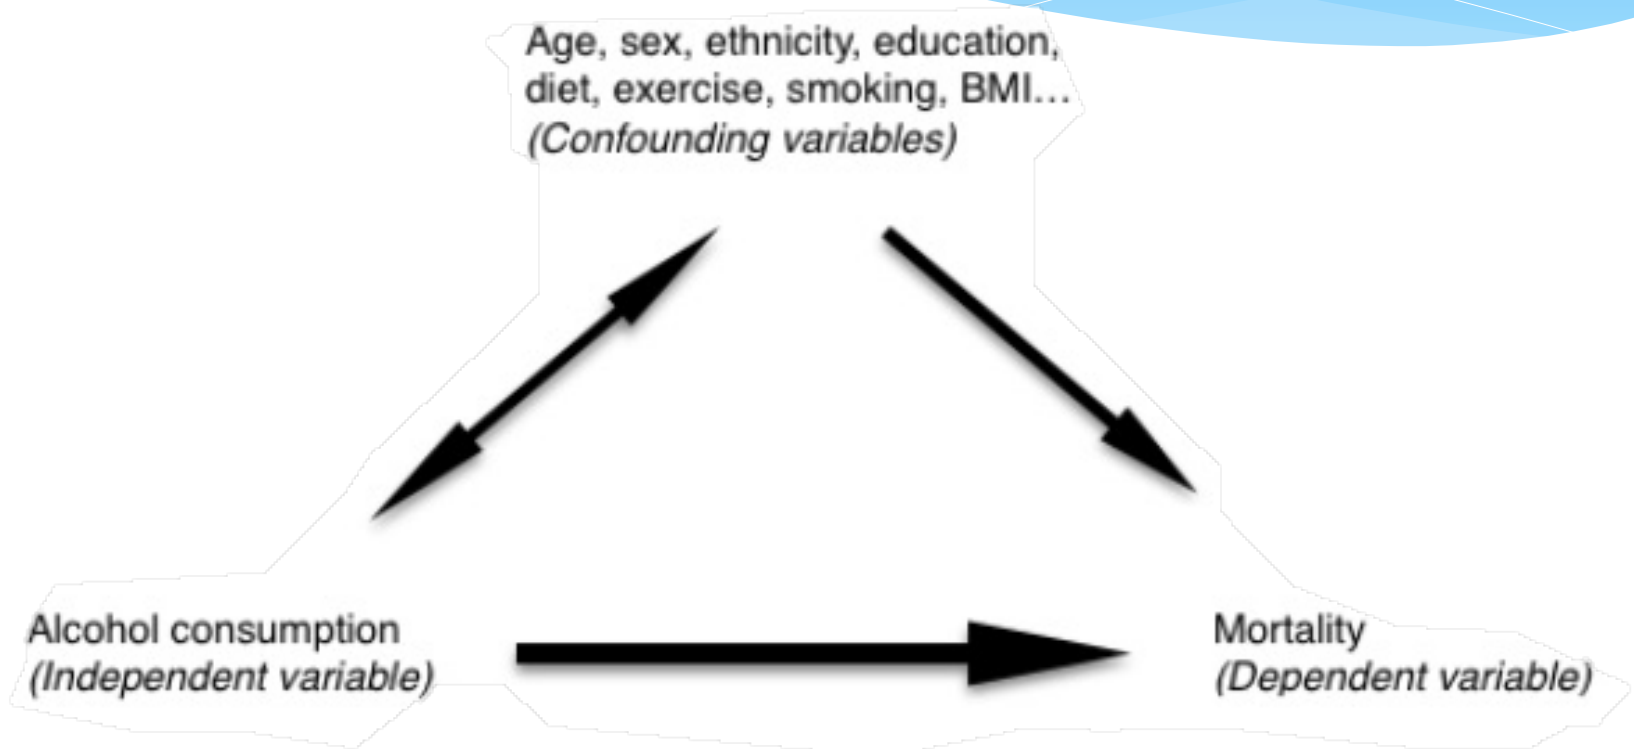 Age, sex, ethnicity, education,
diet, exercise, smoking, BMI...
(Confounding variables)
Alcohol consumption
(Independent variable)
Mortality
(Dependent variable)